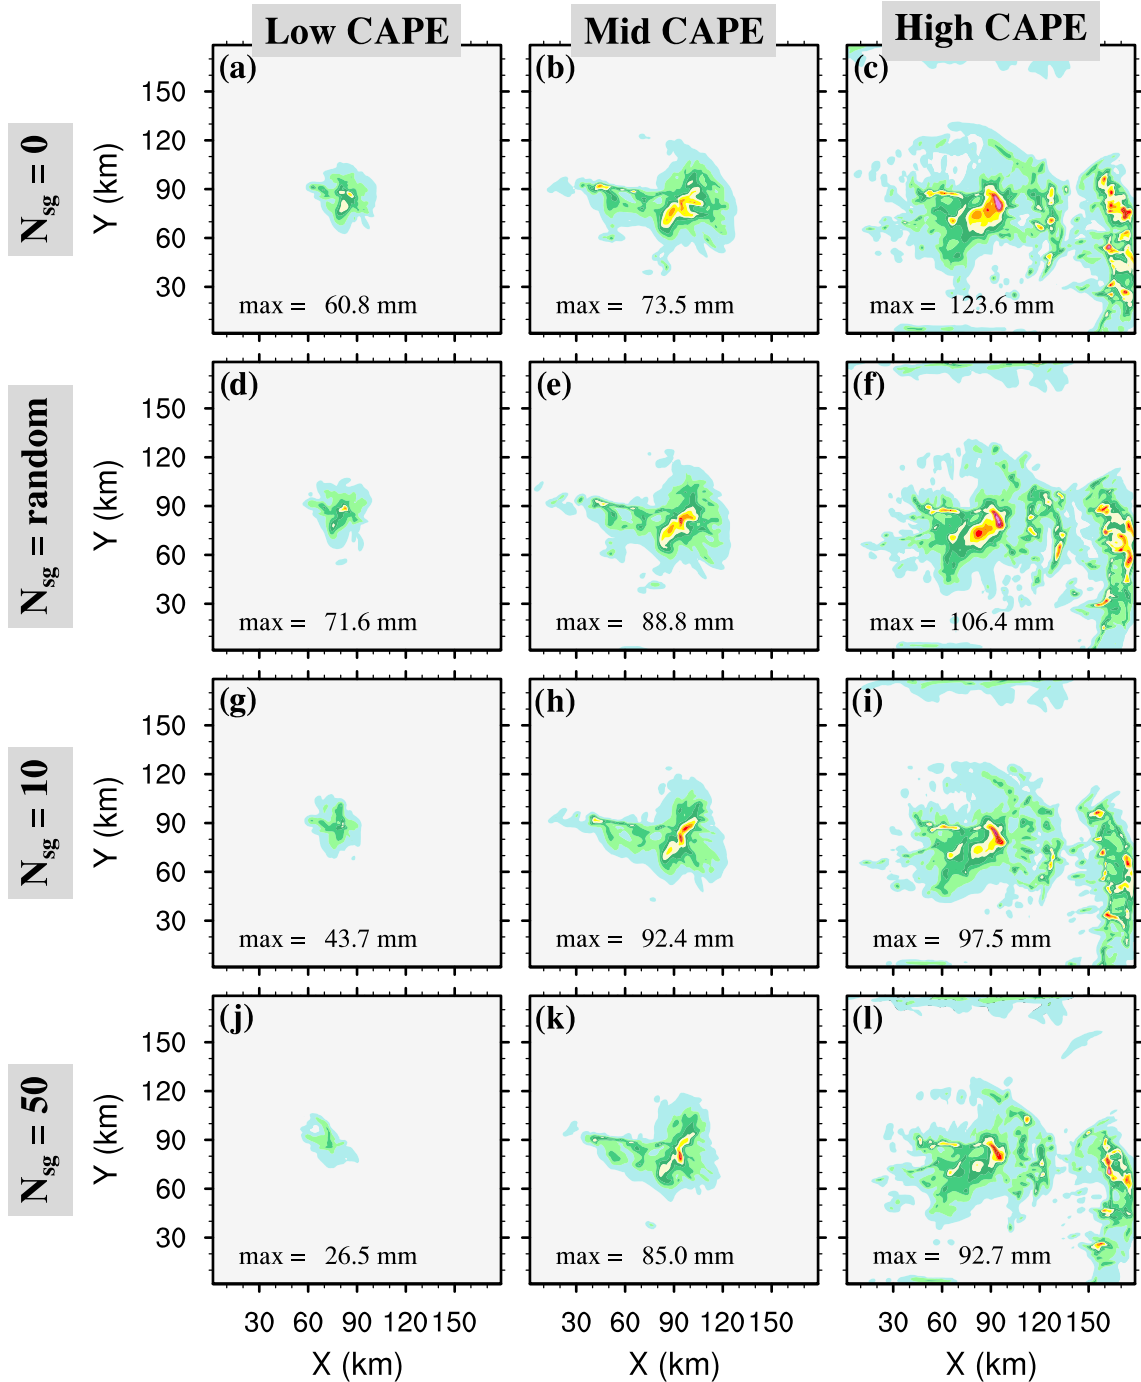 Low CAPE
Mid CAPE
High CAPE
N_sg = 0
Y (km)
150
120
90
60
30
(a)
max = 60.8 mm
(b)
max = 73.5 mm
(c)
max = 123.6 mm
N_sg = random
Y (km)
150
120
90
60
30
(d)
max = 71.6 mm
(e)
max = 88.8 mm
(f)
max = 106.4 mm
N_sg = 10
Y (km)
150
120
90
60
30
(g)
max = 43.7 mm
(h)
max = 92.4 mm
(i)
max = 97.5 mm
N_sg = 50
Y (km)
150
120
90
60
30
(j)
max = 26.5 mm
(k)
max = 85.0 mm
(l)
max = 92.7 mm
30 60 90 120 150
30 60 90 120 150
30 60 90 120 150
X (km)
X (km)
X (km)